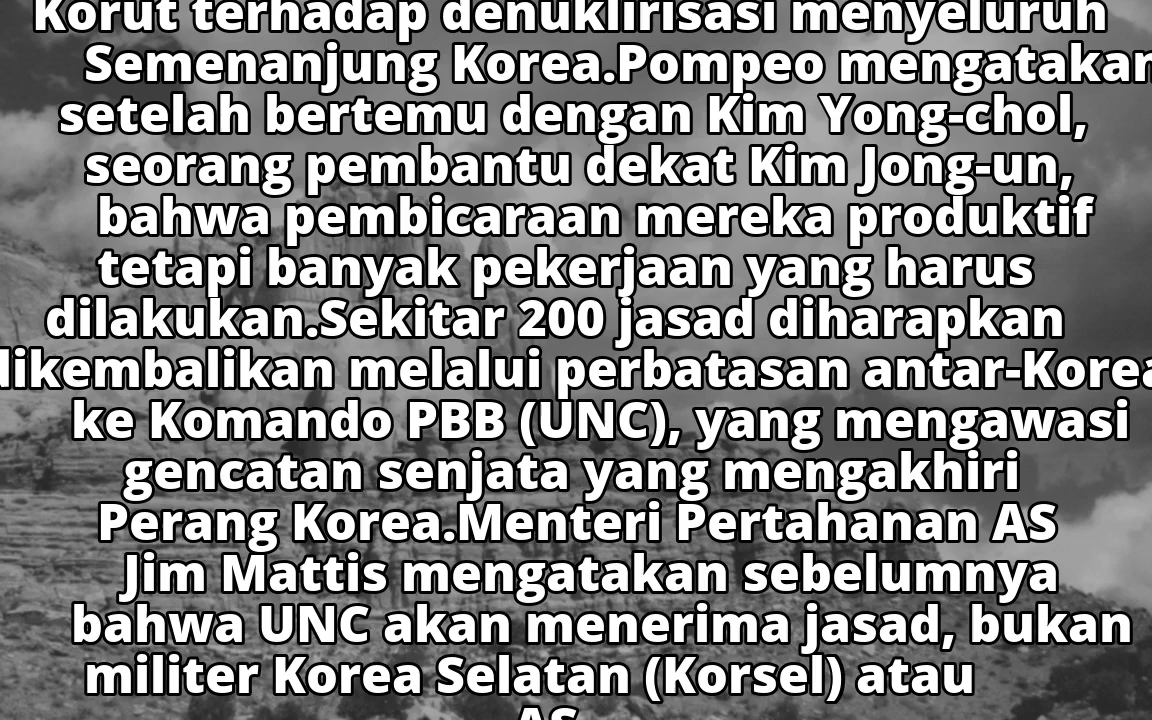 Korut terhadap denuklirisasi menyeluruh
Semenanjung Korea.Pompeo mengatakan
setelah bertemu dengan Kim Yong-chol,
seorang pembantu dekat Kim Jong-un,
bahwa pembicaraan mereka produktif
tetapi banyak pekerjaan yang harus
dilakukan.Sekitar 200 jasad diharapkan
dikembalikan melalui perbatasan antar-Korea
ke Komando PBB (UNC), yang mengawasi
gencatan senjata yang mengakhiri
Perang Korea.Menteri Pertahanan AS
Jim Mattis mengatakan sebelumnya
bahwa UNC akan menerima jasad, bukan
militer Korea Selatan (Korsel) atau
AS